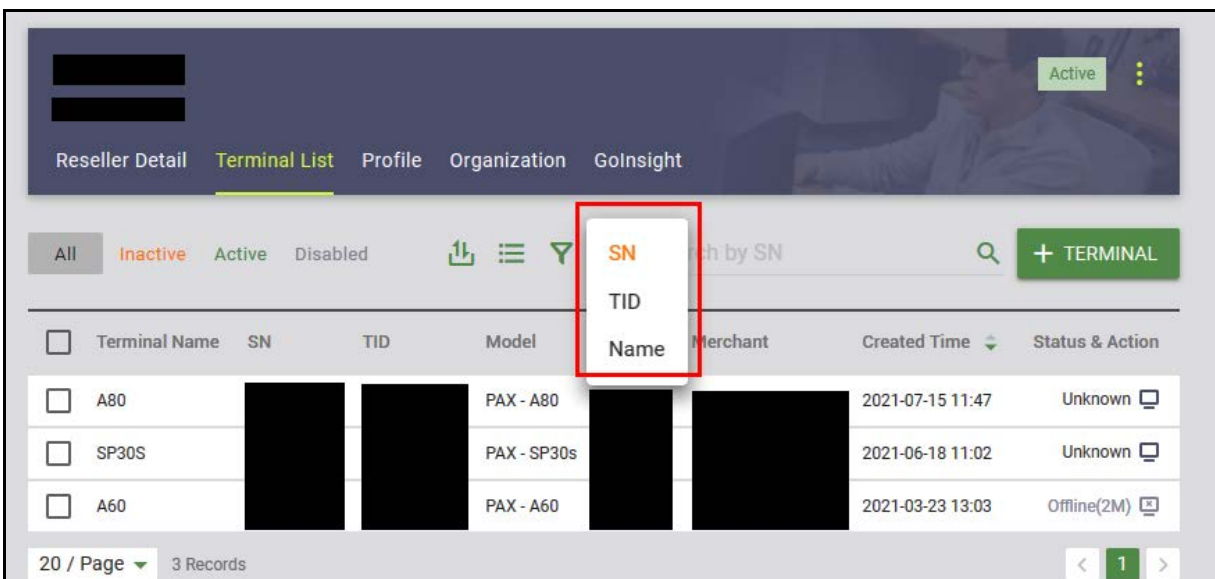 Active
Reseller Detail Terminal List Profile Organization GoInsight
All Inactive Active Disabled SN ch by SN + TERMINAL
TID
Name
Terminal Name SN TID Model Merchant Created Time Status & Action
A80 PAX - A80 2021-07-15 11:47 Unknown
SP30S PAX - SP30s 2021-06-18 11:02 Unknown
A60 PAX - A60 2021-03-23 13:03 Offline(2M)
20 / Page 3 Records < 1 >